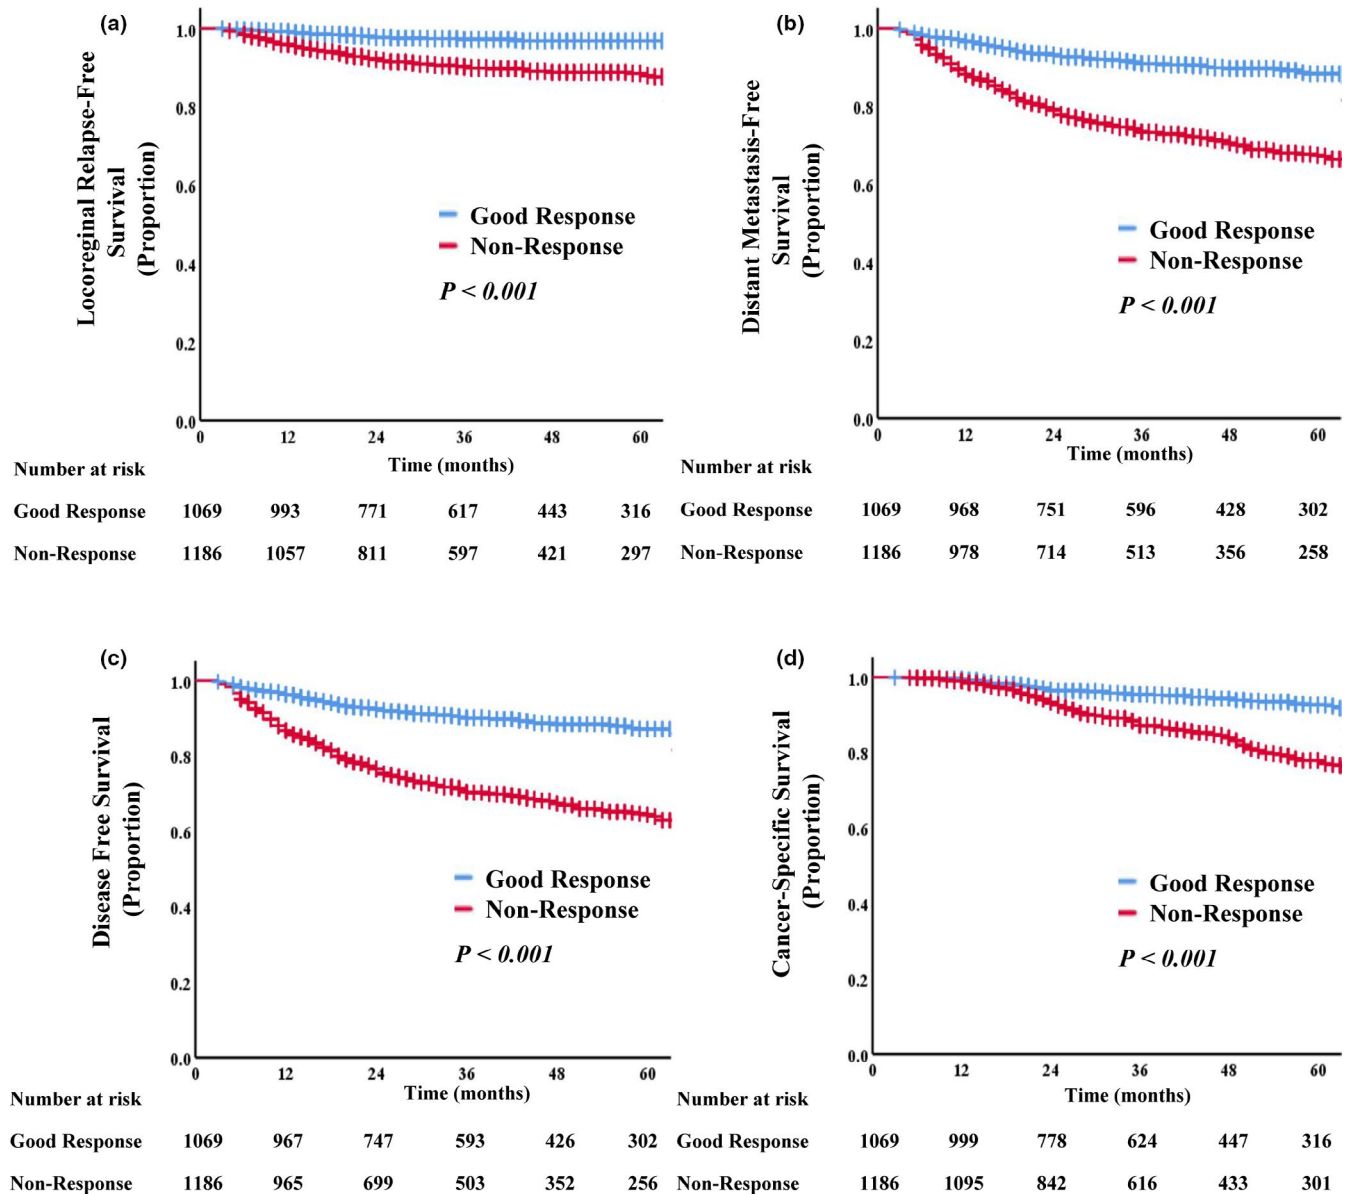 (a)
Locoreginal Relapse-Free
Survival
(Proportion)
1.0
0.8
0.6
0.4
0.2
0.0
Good Response
Non-Response
P < 0.001
0 12 24 36 48 60
Time (months)
Number at risk
Good Response 1069 993 771 617 443 316
Non-Response 1186 1057 811 597 421 297
(b)
Distant Metastasis-Free
Survival
(Proportion)
1.0
0.8
0.6
0.4
0.2
0.0
Good Response
Non-Response
P < 0.001
0 12 24 36 48 60
Time (months)
Number at risk
Good Response 1069 968 751 596 428 302
Non-Response 1186 978 714 513 356 258
(c)
Disease Free Survival
(Proportion)
1.0
0.8
0.6
0.4
0.2
0.0
Good Response
Non-Response
P < 0.001
0 12 24 36 48 60
Time (months)
Number at risk
Good Response 1069 967 747 593 426 302
Non-Response 1186 965 699 503 352 256
(d)
Cancer-Specific Survival
(Proportion)
1.0
0.8
0.6
0.4
0.2
0.0
Good Response
Non-Response
P < 0.001
0 12 24 36 48 60
Time (months)
Number at risk
Good Response 1069 999 778 624 447 316
Non-Response 1186 1095 842 616 433 301